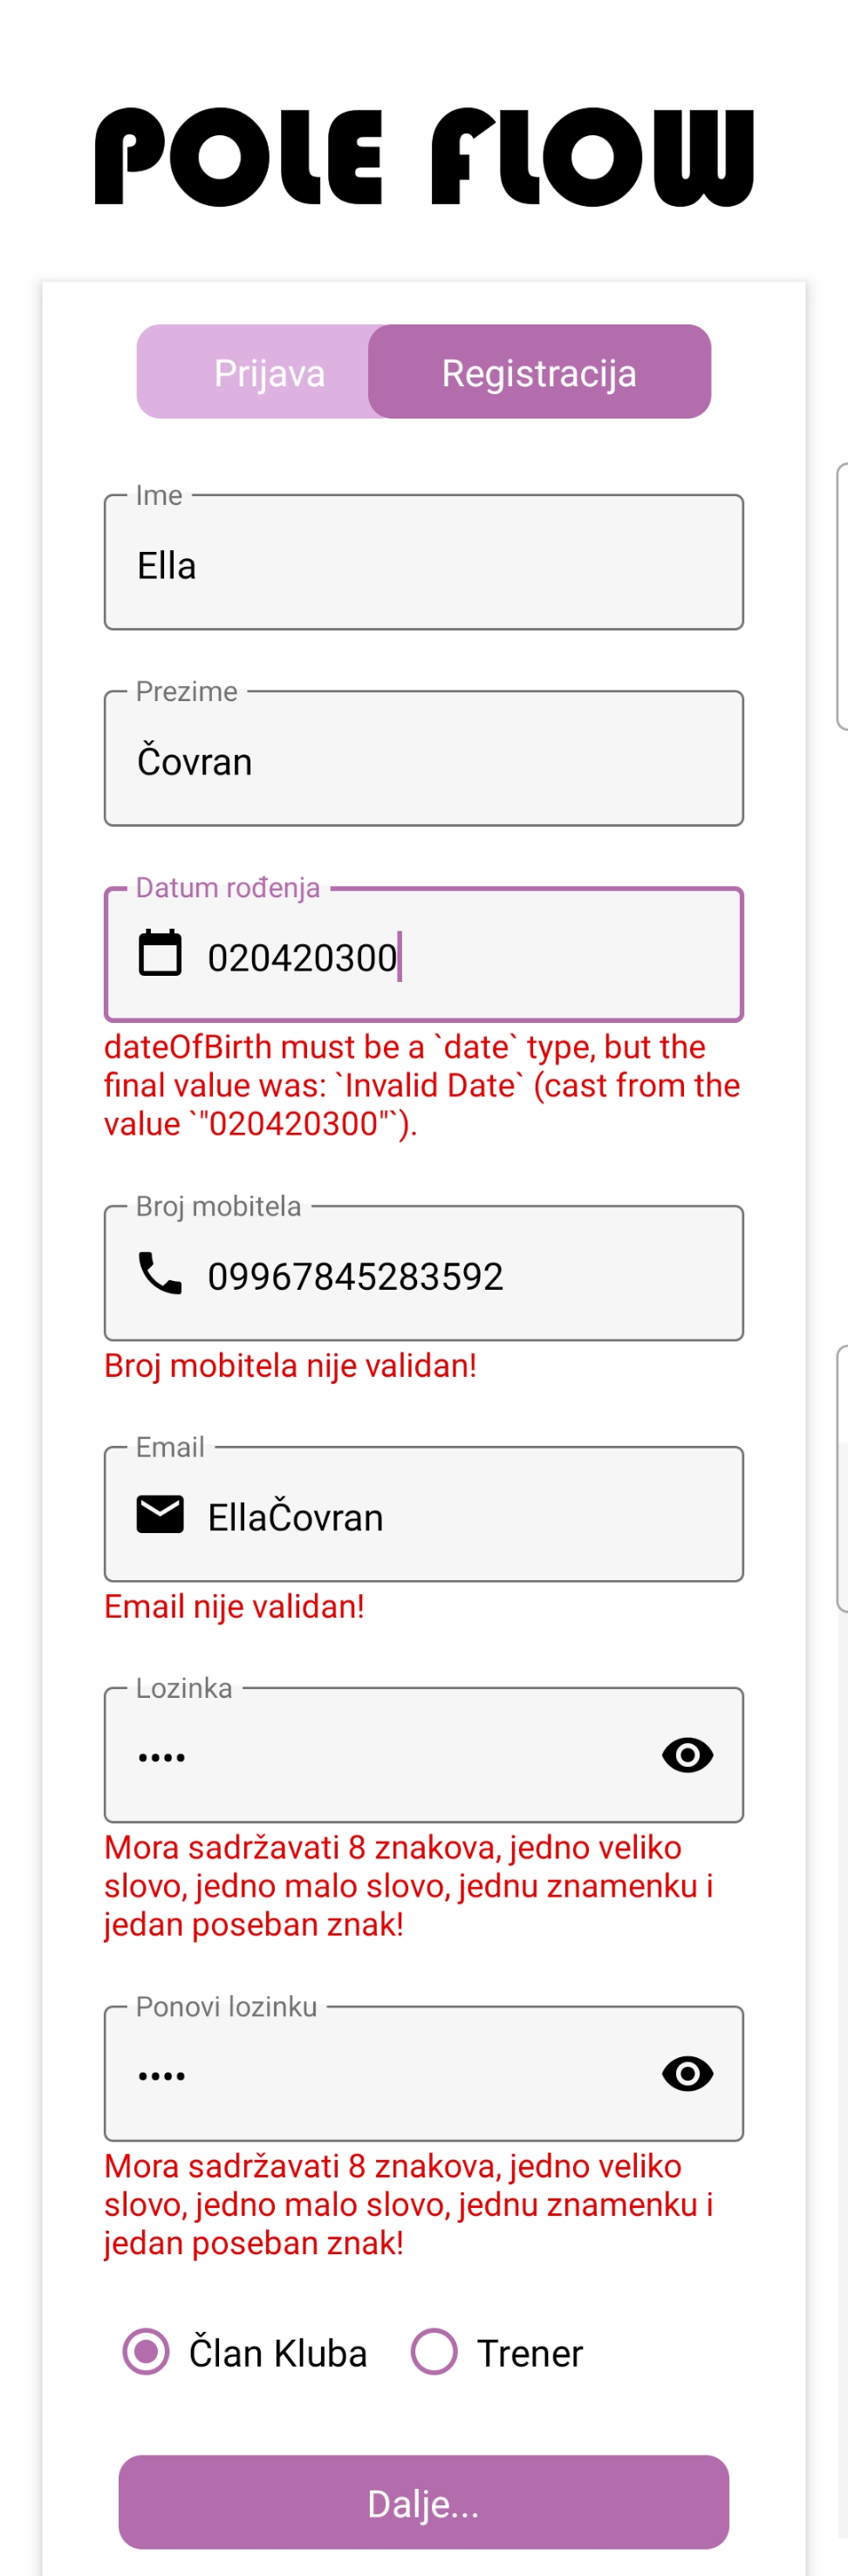 POLE FLOW
Prijava
Registracija
Ime
Ella
Prezime
Čovran
Datum rođenja
020420300
dateOfBirth must be a `date` type, but the
final value was: `Invalid Date` (cast from the
value `"020420300"`).
Broj mobitela
09967845283592
Broj mobitela nije validan!
Email
EllaČovran
Email nije validan!
Lozinka
••••
Mora sadržavati 8 znakova, jedno veliko
slovo, jedno malo slovo, jednu znamenku i
jedan poseban znak!
Ponovi lozinku
••••
Mora sadržavati 8 znakova, jedno veliko
slovo, jedno malo slovo, jednu znamenku i
jedan poseban znak!
Član Kluba
Trener
Dalje...